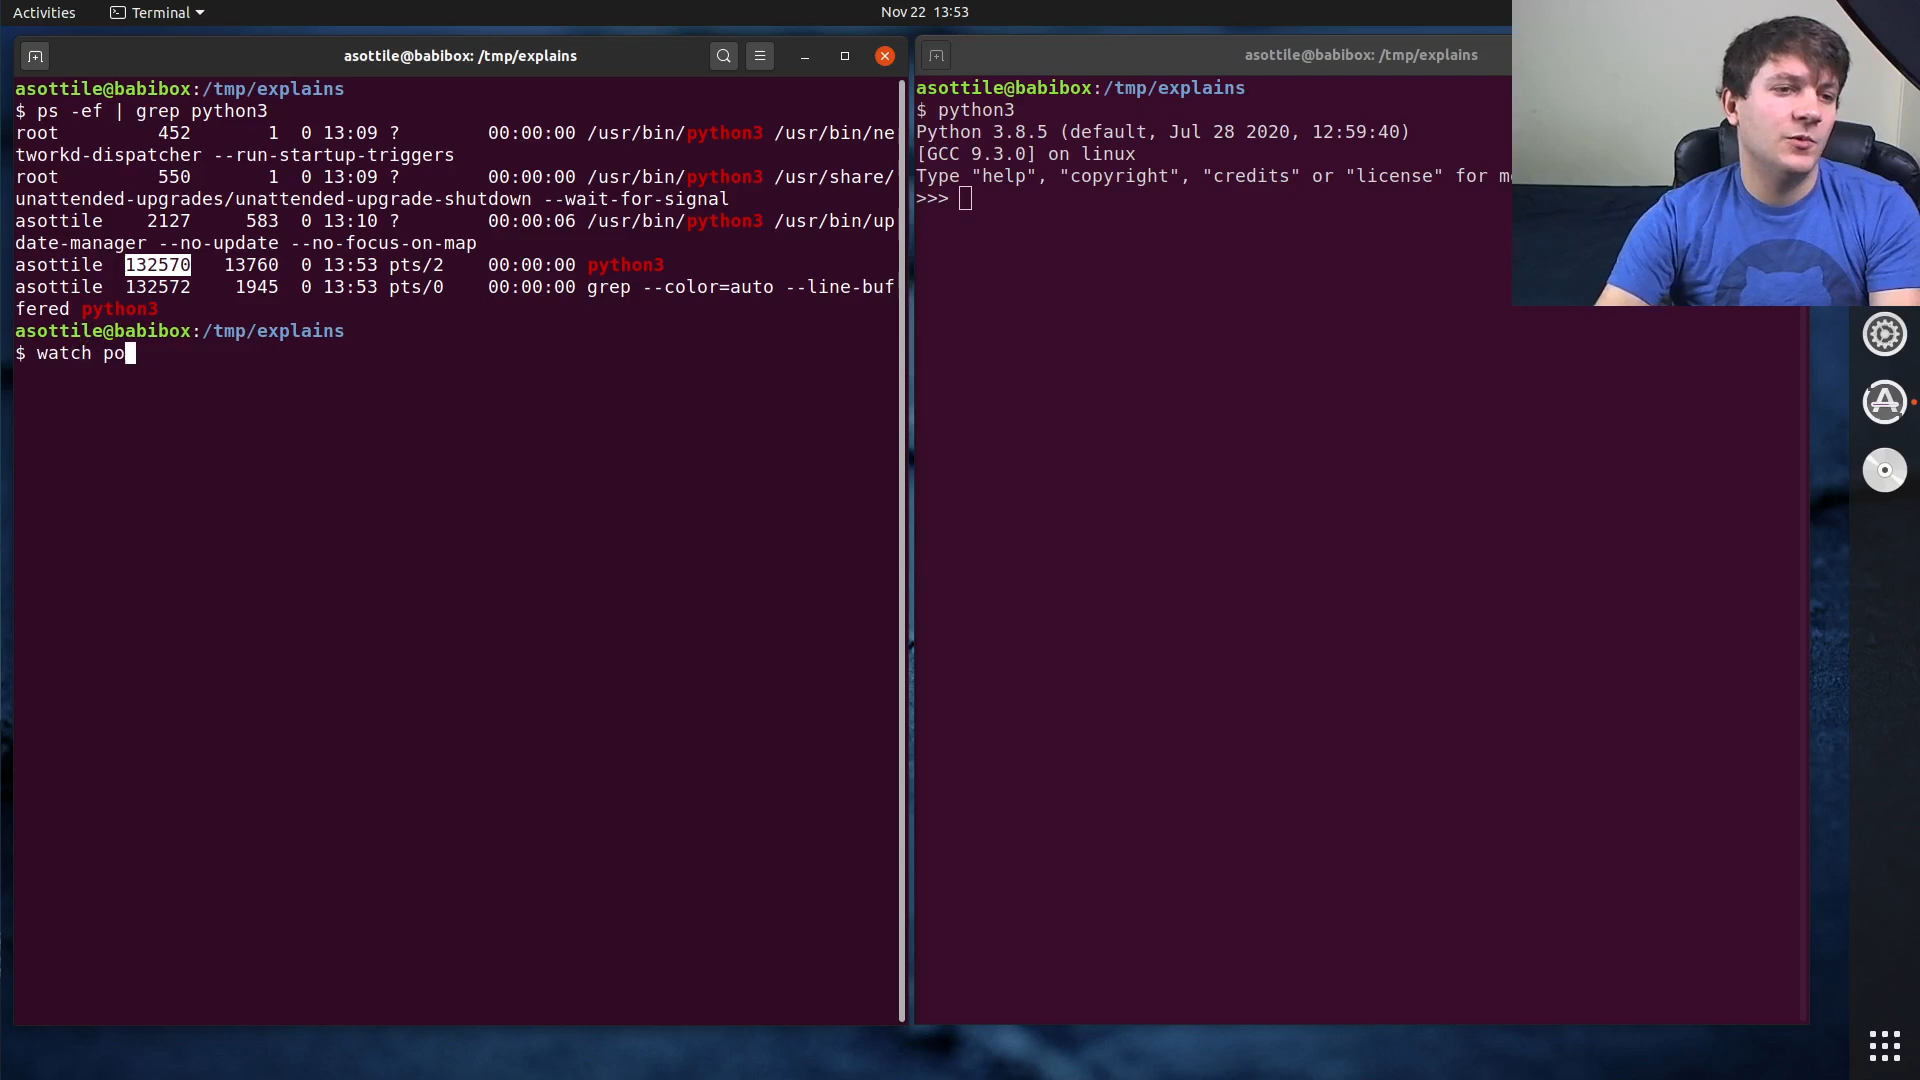 Activities
Terminal
Nov 22 13:53
asottile@babibox: /tmp/explains
asottile@babibox:/tmp/explains
$ ps -ef | grep python3
root         452       1  0 13:09 ?        00:00:00 /usr/bin/python3 /usr/bin/ne
tworkd-dispatcher --run-startup-triggers
root         550       1  0 13:09 ?        00:00:00 /usr/bin/python3 /usr/share/
unattended-upgrades/unattended-upgrade-shutdown --wait-for-signal
asottile    2127     583  0 13:10 ?        00:00:06 /usr/bin/python3 /usr/bin/up
date-manager --no-update --no-focus-on-map
asottile  132570   13760  0 13:53 pts/2    00:00:00 python3
asottile  132572    1945  0 13:53 pts/0    00:00:00 grep --color=auto --line-buf
fered python3
asottile@babibox:/tmp/explains
$ watch po
asottile@babibox: /tmp/explains
asottile@babibox:/tmp/explains
$ python3
Python 3.8.5 (default, Jul 28 2020, 12:59:40)
[GCC 9.3.0] on linux
Type "help", "copyright", "credits" or "license" for
>>>